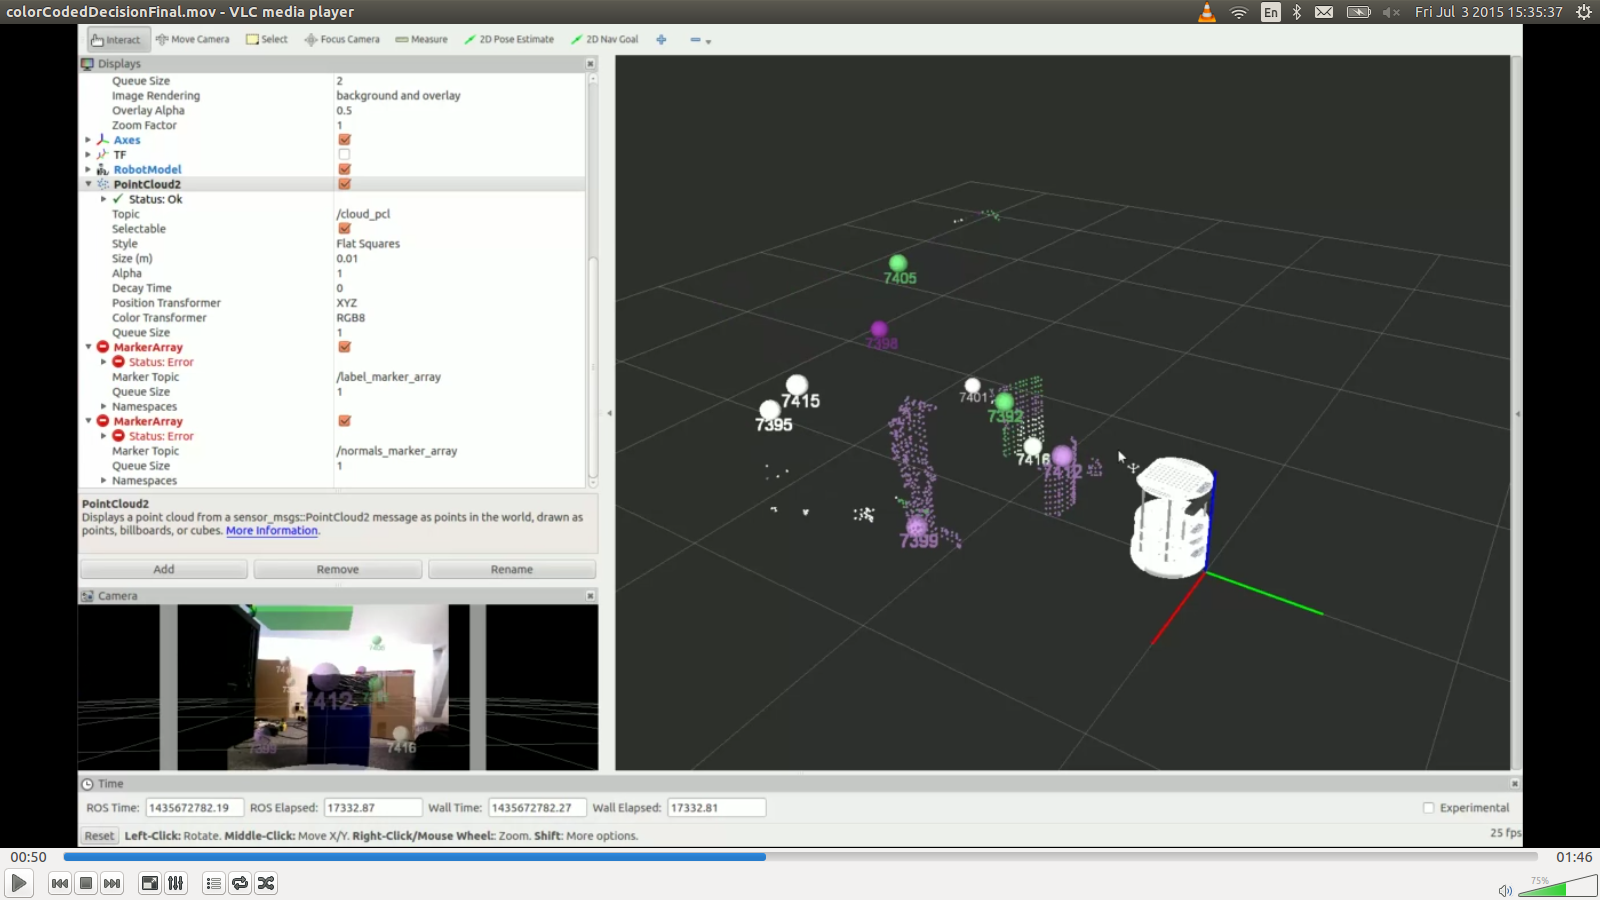 colorCodedDecisionFinal.mov - VLC media player
En
Fri Jul 3 2015 15:35:37
Interact
Move Camera
Select
Focus Camera
Measure
2D Pose Estimate
2D Nav Goal
Displays
Queue Size 2
Image Rendering background and overlay
Overlay Alpha 0.5
Zoom Factor 1
Axes
TF
RobotModel
PointCloud2
Status: Ok
Topic /cloud_pcl
Selectable
Style Flat Squares
Size (m) 0.01
Alpha 1
Decay Time 0
Position Transformer XYZ
Color Transformer RGB8
Queue Size 1
MarkerArray
Status: Error
Marker Topic /label_marker_array
Queue Size 1
Namespaces
MarkerArray
Status: Error
Marker Topic /normals_marker_array
Queue Size 1
Namespaces
PointCloud2
Displays a point cloud from a sensor_msgs::PointCloud2 message as points in the world, drawn as
points, billboards, or cubes. More Information.
Add
Remove
Rename
7405
7398
7415
7395
7401
7392
7416
7412
7399
Camera
7412
7399
7416
Time
ROS Time: 1435672782.19 ROS Elapsed: 17332.87 Wall Time: 1435672782.27 Wall Elapsed: 17332.81
Experimental
Reset
Left-Click: Rotate. Middle-Click: Move X/Y. Right-Click/Mouse Wheel:: Zoom. Shift: More options.
25 fps
00:50
01:46
75%